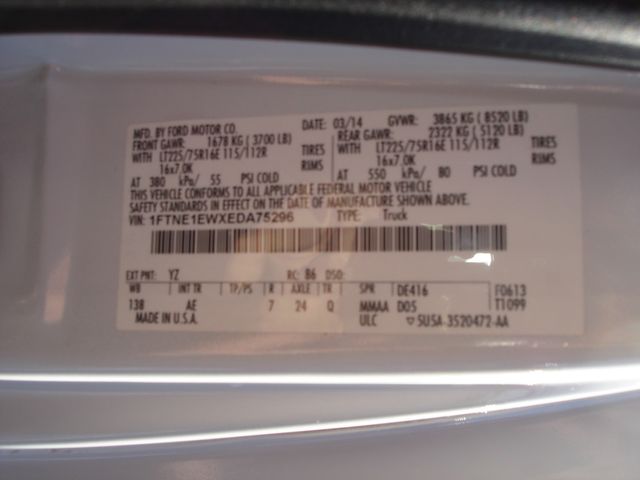 MFD. BY FORD MOTOR CO. DATE: 03/14 GVWR: 3865 KG ( 8520 LB)
FRONT GAWR: 1678 KG ( 3700 LB) REAR GAWR: 2322 KG ( 5120 LB)
WITH LT225/75R16E 115/112R TIRES WITH LT225/75R16E 115/112R TIRES
16x7.0K RIMS 16x7.0K RIMS
AT 380 kPa/ 55 PSI COLD AT 550 kPa/ 80 PSI COLD
THIS VEHICLE CONFORMS TO ALL APPLICABLE FEDERAL MOTOR VEHICLE
SAFETY STANDARDS IN EFFECT ON THE DATE OF MANUFACTURE SHOWN ABOVE.
VIN: 1FTNE1EWXEDA75296 TYPE: Truck
EXT PNT: YZ RC: B6 DSO:
WB INT TR TP/PS R AXLE TR SPR DE416 F0613
138 AE 7 24 Q MMAA D05 T1099
MADE IN U.S.A. ULC ▽ SU5A-3520472-AA